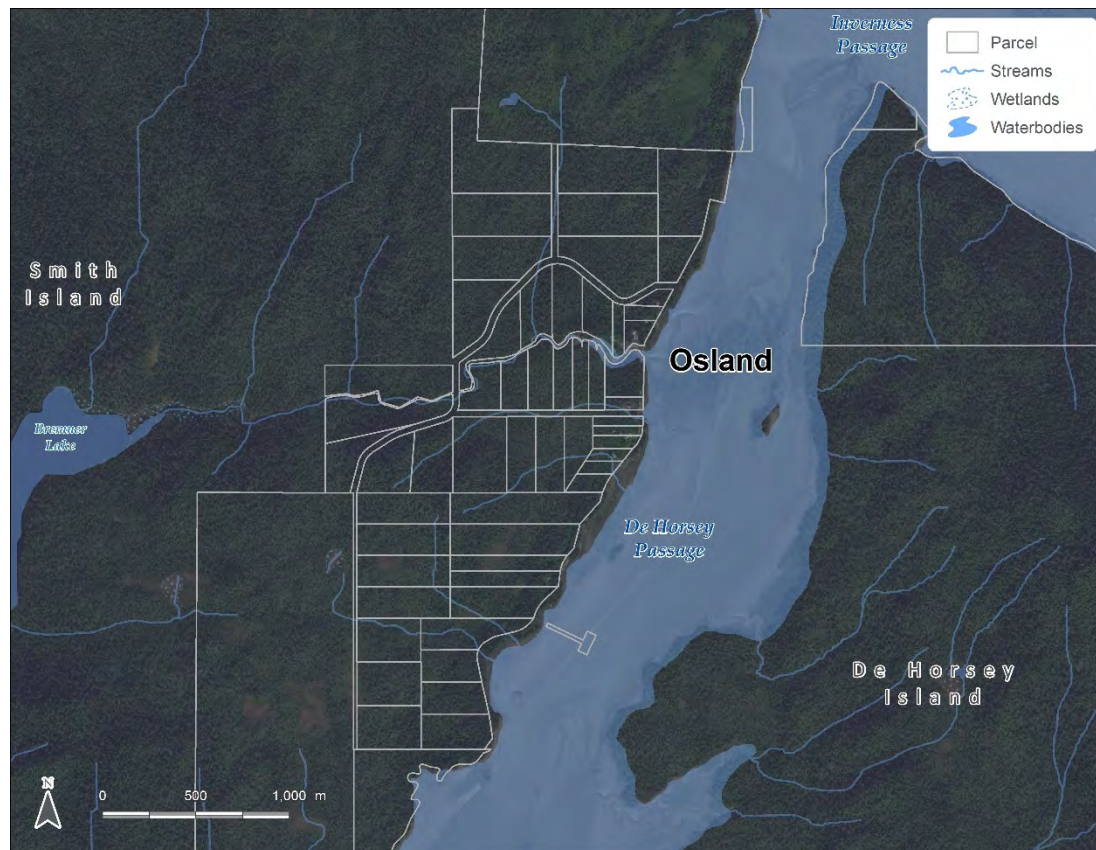 Inverness
Passage
Parcel
Streams
Wetlands
Waterbodies
Smith
Island
Osland
Bremner
Lake
De Horsey
Passage
De Horsey
Island
N
0 500 1,000 m